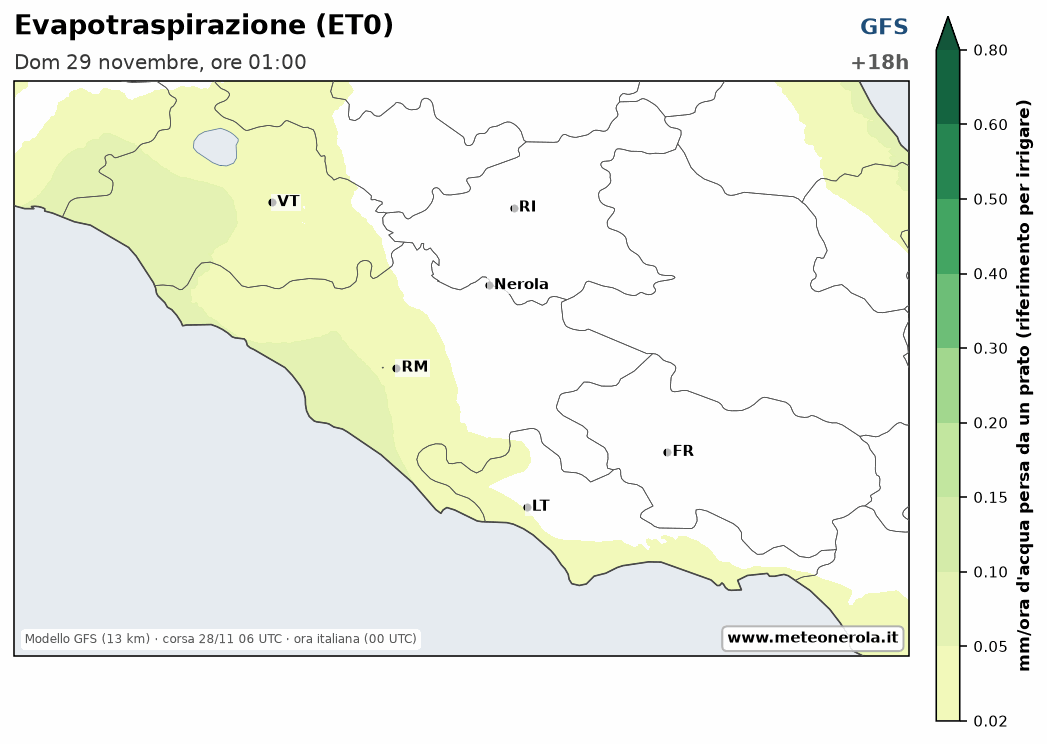 Evapotraspirazione (ET0)
GFS
Dom 29 novembre, ore 01:00
+18h
VT
RI
Nerola
RM
FR
LT
Modello GFS (13 km) · corsa 28/11 06 UTC · ora italiana (00 UTC)
www.meteonerola.it
0.80
0.60
0.50
0.40
0.30
0.20
0.15
0.10
0.05
0.02
mm/ora d'acqua persa da un prato (riferimento per irrigare)